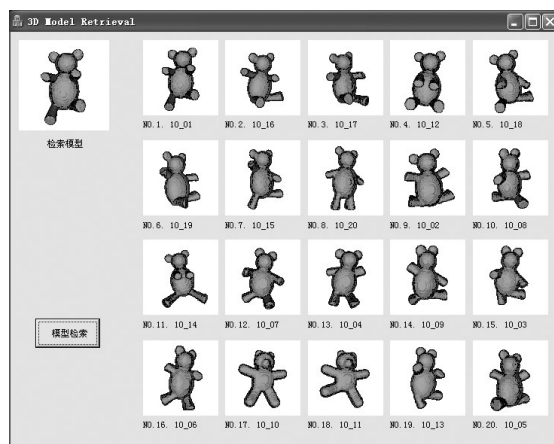 3D Model Retrieval
检索模型
NO.1. 10_01 NO.2. 10_16 NO.3. 10_17 NO.4. 10_12 NO.5. 10_18
NO.6. 10_19 NO.7. 10_15 NO.8. 10_20 NO.9. 10_02 NO.10. 10_08
NO.11. 10_14 NO.12. 10_07 NO.13. 10_04 NO.14. 10_09 NO.15. 10_03
模型检索
NO.16. 10_06 NO.17. 10_10 NO.18. 10_11 NO.19. 10_13 NO.20. 10_05